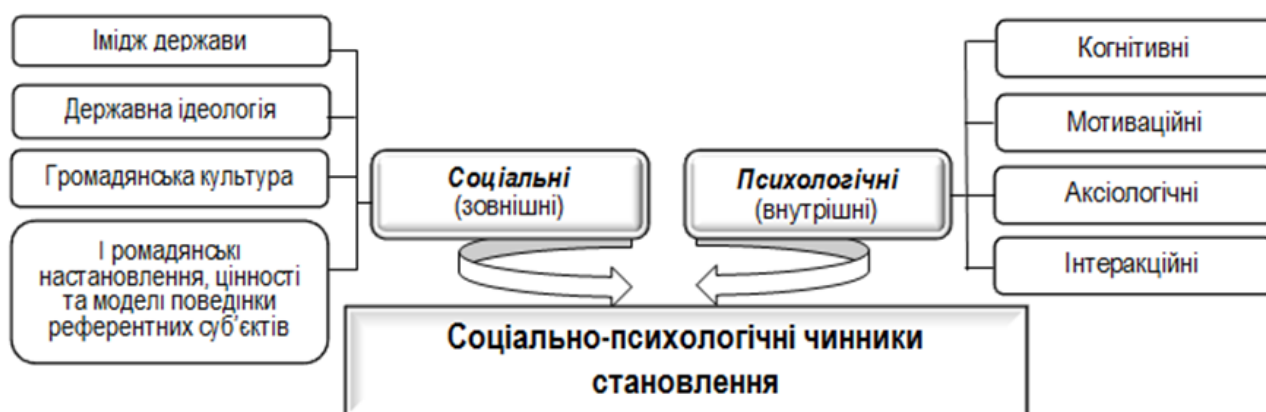 Імідж держави
Державна ідеологія
Громадянська культура
І ромадянські
настановлення, цінності
та моделі поведінки
референтних суб'єктів
Соціальні
(зовнішні)
Психологічні
(внутрішні)
Когнітивні
Мотиваційні
Аксіологічні
Інтеракційні
Соціально-психологічні чинники
становлення